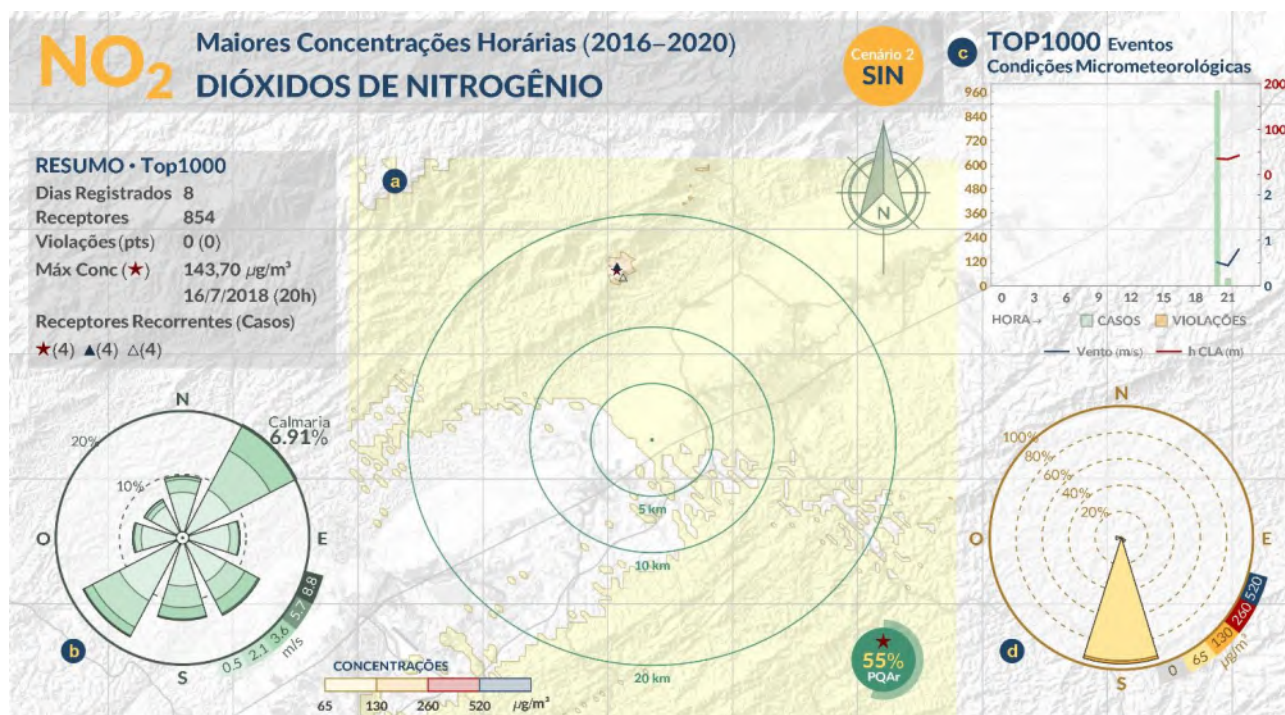 NO2
Maiores Concentrações Horárias (2016–2020)
DIÓXIDOS DE NITROGÊNIO
Cenário 2
SIN
c
TOP1000 Eventos
Condições Micrometeorológicas
RESUMO • Top1000
Dias Registrados 8
Receptores 854
Violações (pts) 0 (0)
Máx Conc (★) 143,70 µg/m³
16/7/2018 (20h)
Receptores Recorrentes (Casos)
★(4) ▲(4) △(4)
a
N
5 km
10 km
20 km
960
840
720
600
480
360
240
120
0
200
100
0
2
1
0
0 3 6 9 12 15 18 21
HORA→
CASOS
VIOLAÇÕES
Vento (m/s)
h CLA (m)
N
Calmaria
6.91%
20%
10%
O
E
S
b
0.5 2.1 3.6 5.7 8.8
m/s
CONCENTRAÇÕES
65 130 260 520 µg/m³
★
55%
PQAr
N
100%
80%
60%
40%
20%
O
E
S
d
0 65 130 260 520
µg/m³